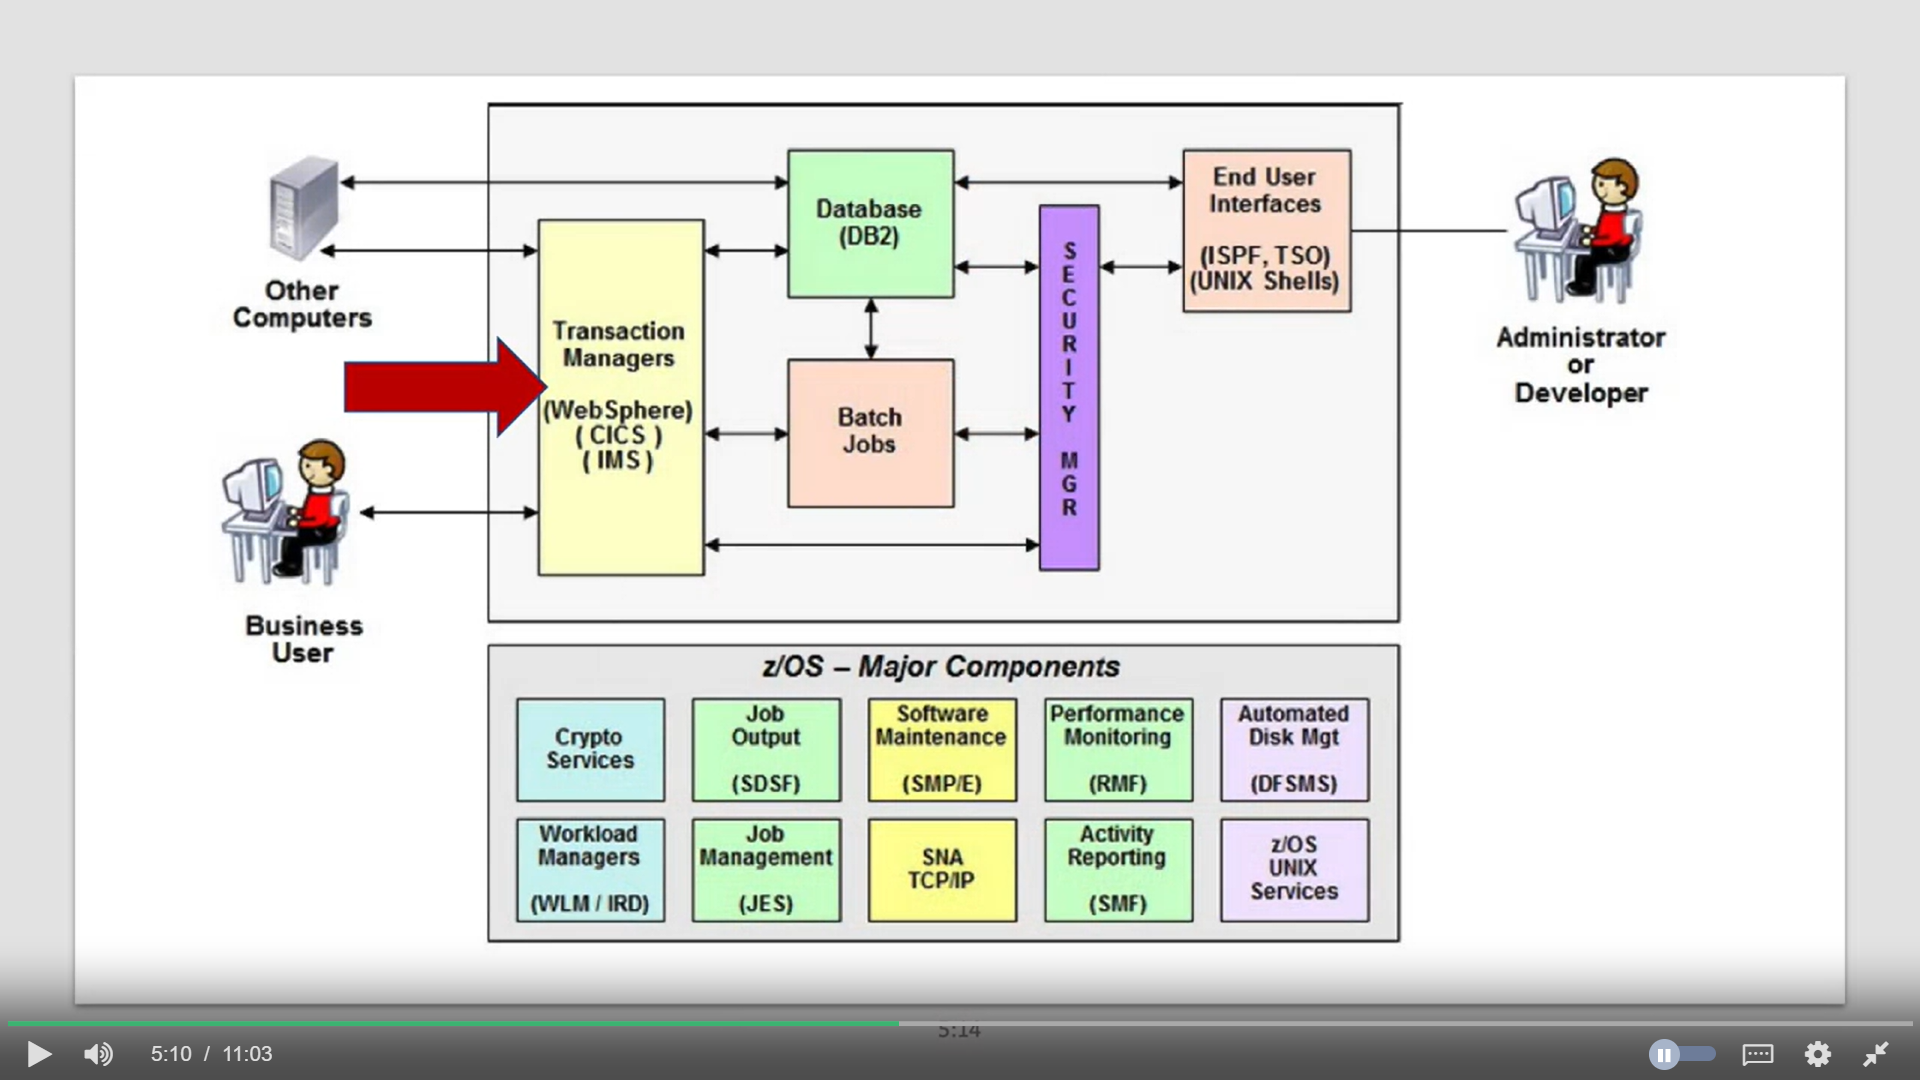 Other
Computers
Transaction
Managers
(WebSphere)
( CICS )
( IMS )
Database
(DB2)
Batch
Jobs
SECURITY MGR
End User
Interfaces
(ISPF, TSO)
(UNIX Shells)
Administrator
or
Developer
Business
User
z/OS – Major Components
Crypto
Services
Job
Output
(SDSF)
Software
Maintenance
(SMP/E)
Performance
Monitoring
(RMF)
Automated
Disk Mgt
(DFSMS)
Workload
Managers
(WLM / IRD)
Job
Management
(JES)
SNA
TCP/IP
Activity
Reporting
(SMF)
z/OS
UNIX
Services
5:14
5:10 / 11:03